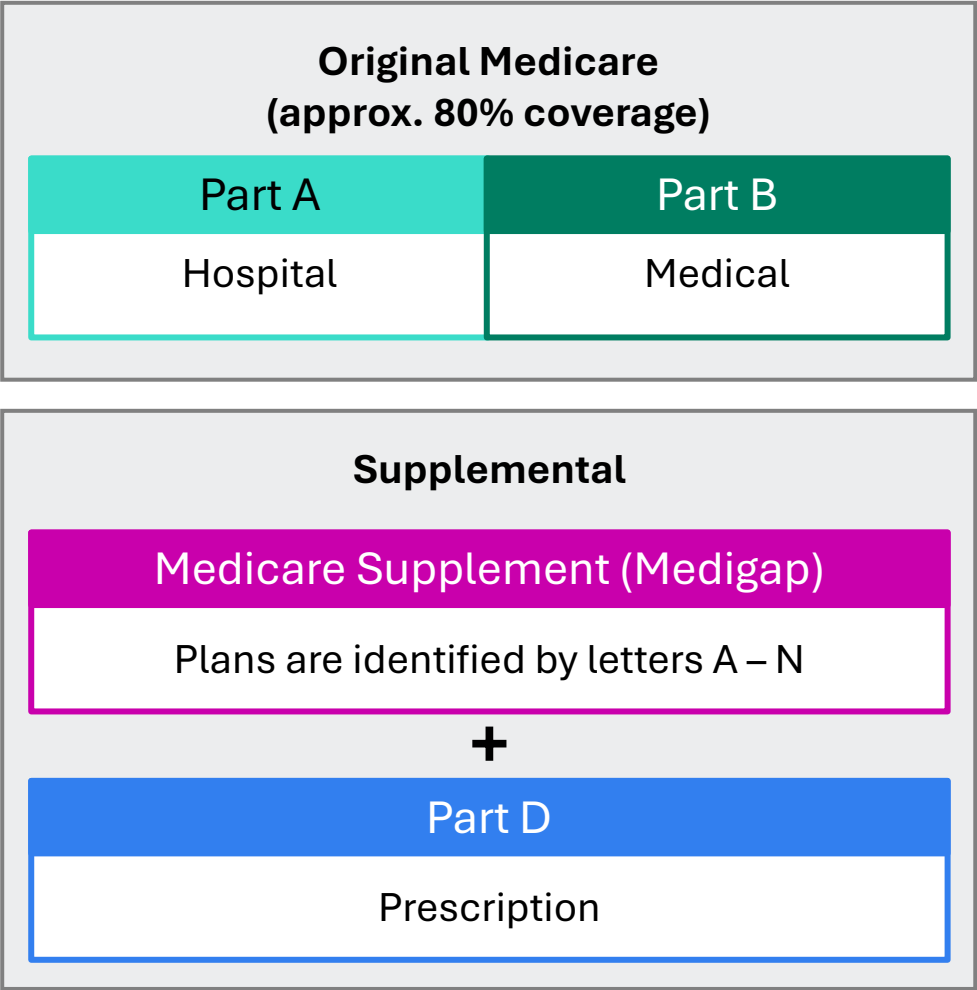 Original Medicare
(approx. 80% coverage)
Part A
Part B
Hospital
Medical
Supplemental
Medicare Supplement (Medigap)
Plans are identified by letters A – N
+
Part D
Prescription